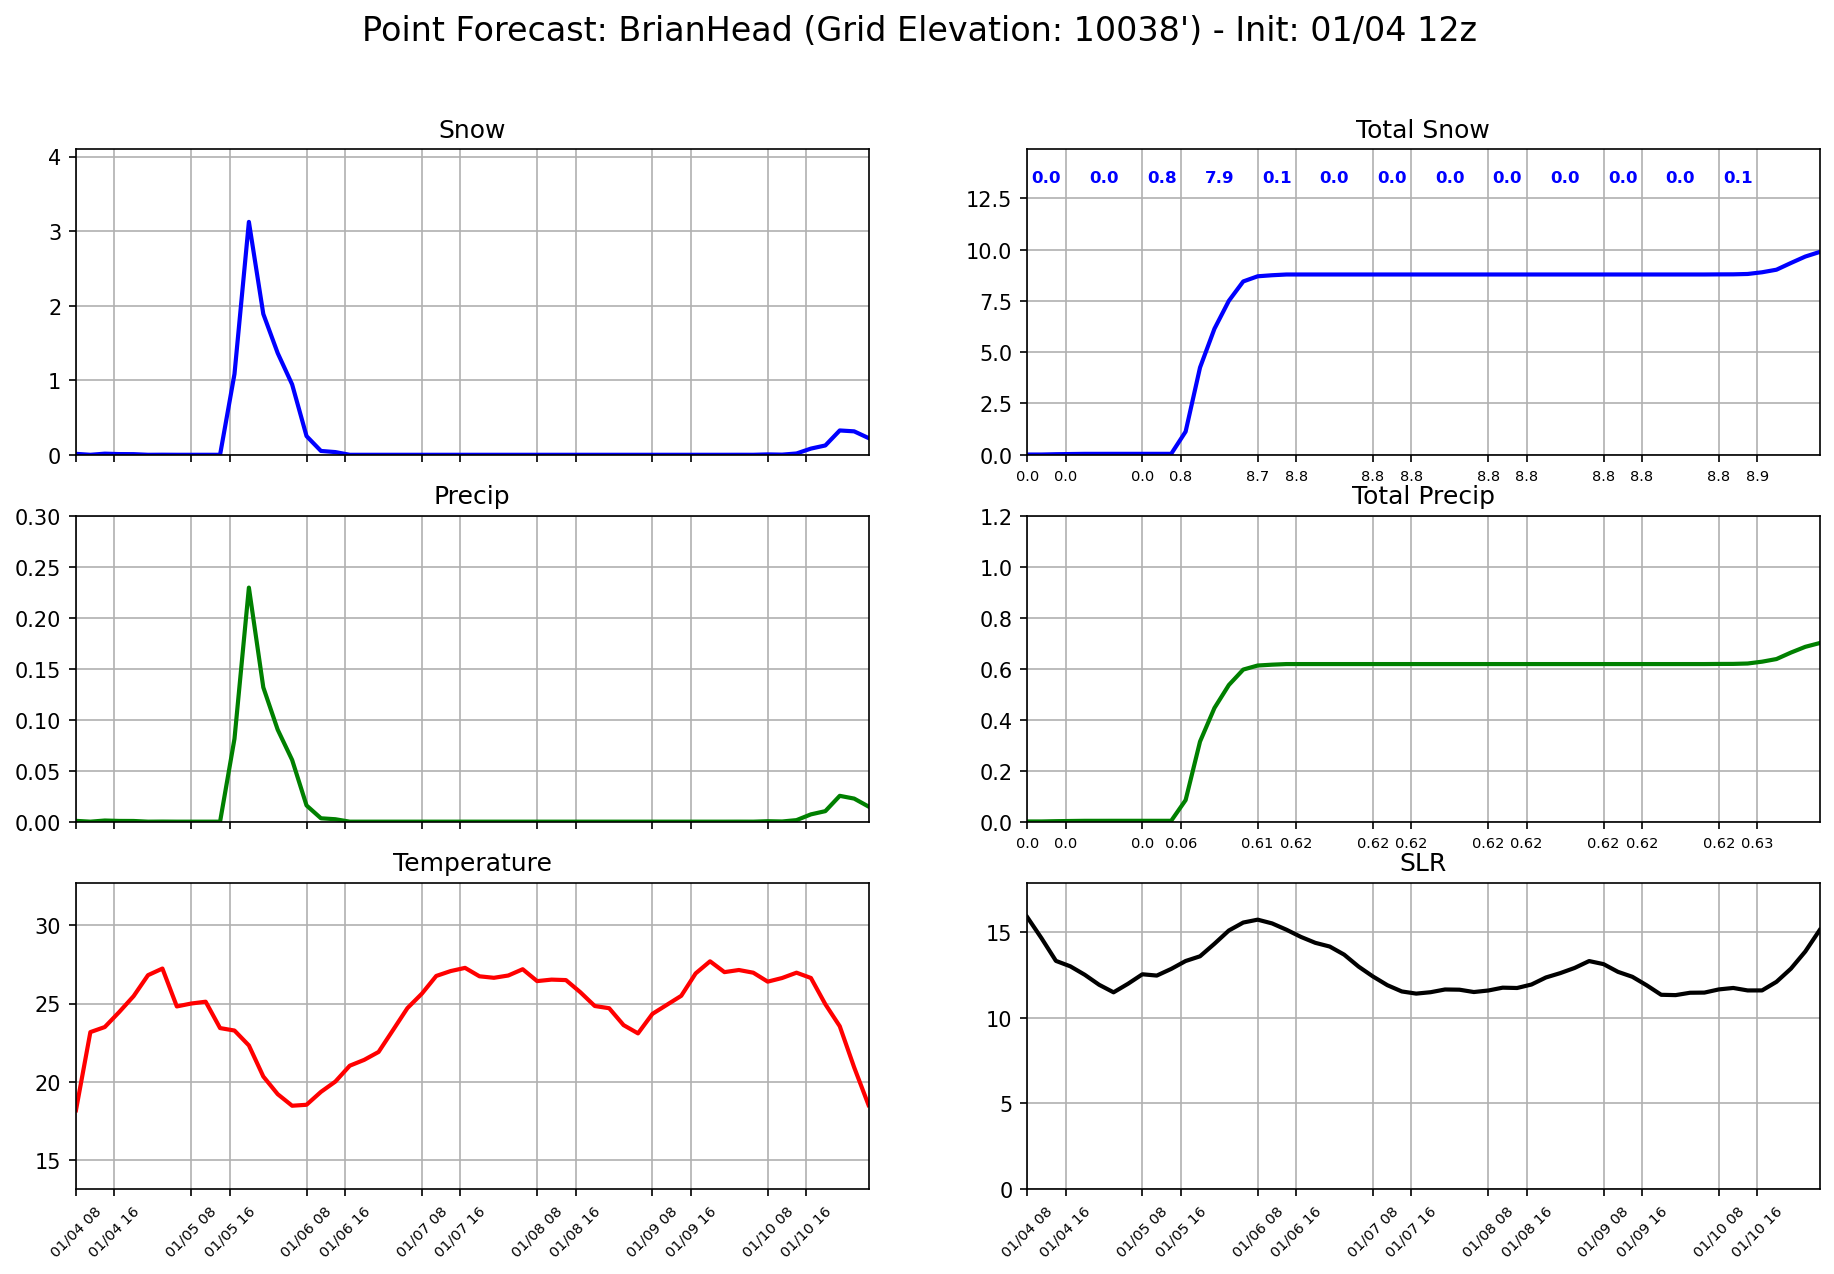 Point Forecast: BrianHead (Grid Elevation: 10038') - Init: 01/04 12z
Snow
4
3
2
1
0
Total Snow
0.0 0.0 0.8 7.9 0.1 0.0 0.0 0.0 0.0 0.0 0.0 0.0 0.1
12.5
10.0
7.5
5.0
2.5
0.0
0.0 0.0 0.0 0.8 8.7 8.8 8.8 8.8 8.8 8.8 8.8 8.8 8.8 8.9
Precip
0.30
0.25
0.20
0.15
0.10
0.05
0.00
Total Precip
1.2
1.0
0.8
0.6
0.4
0.2
0.0
0.0 0.0 0.0 0.06 0.61 0.62 0.62 0.62 0.62 0.62 0.62 0.62 0.62 0.63
Temperature
30
25
20
15
01/04 08 01/04 16 01/05 08 01/05 16 01/06 08 01/06 16 01/07 08 01/07 16 01/08 08 01/08 16 01/09 08 01/09 16 01/10 08 01/10 16
SLR
15
10
5
0
01/04 08 01/04 16 01/05 08 01/05 16 01/06 08 01/06 16 01/07 08 01/07 16 01/08 08 01/08 16 01/09 08 01/09 16 01/10 08 01/10 16